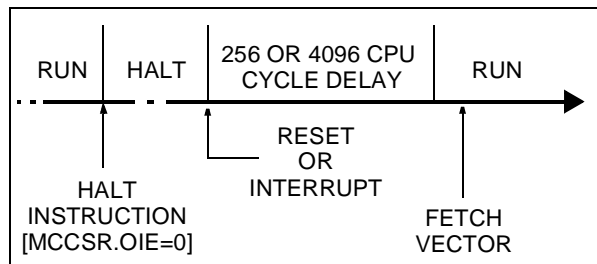 RUN
HALT
256 OR 4096 CPU
CYCLE DELAY
RUN
RESET
OR
INTERRUPT
HALT
INSTRUCTION
[MCCSR.OIE=0]
FETCH
VECTOR